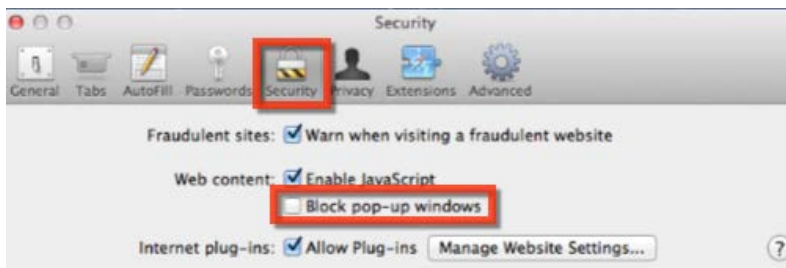 Security
General Tabs AutoFill Passwords Security Privacy Extensions Advanced
Fraudulent sites: Warn when visiting a fraudulent website
Web content: Enable JavaScript
Block pop-up windows
Internet plug-ins: Allow Plug-ins Manage Website Settings... ?